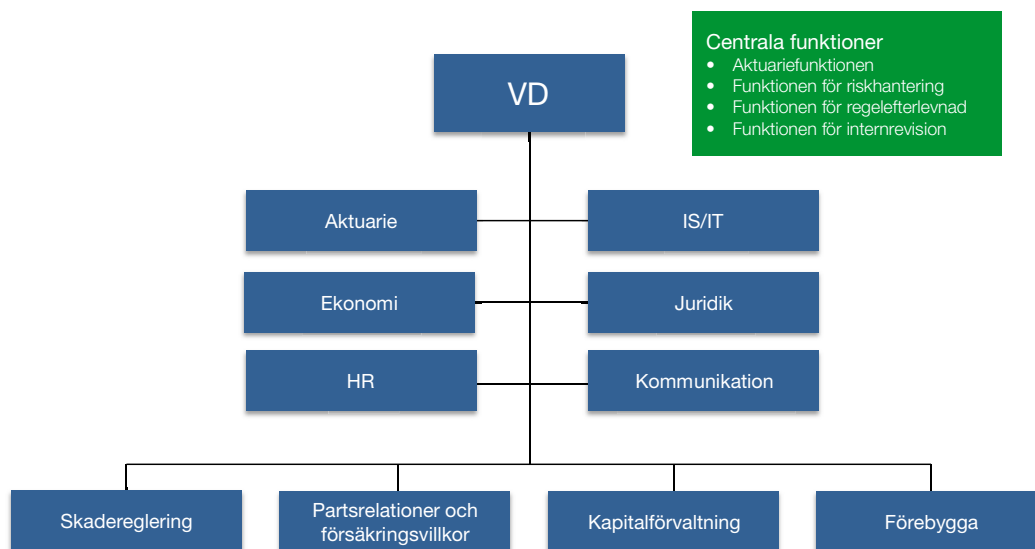 Centrala funktioner
• Aktuariefunktionen
• Funktionen för riskhantering
• Funktionen för regelefterlevnad
• Funktionen för internrevision
VD
Aktuarie
IS/IT
Ekonomi
Juridik
HR
Kommunikation
Skadereglering
Partsrelationer och
försäkringsvillkor
Kapitalförvaltning
Förebygga